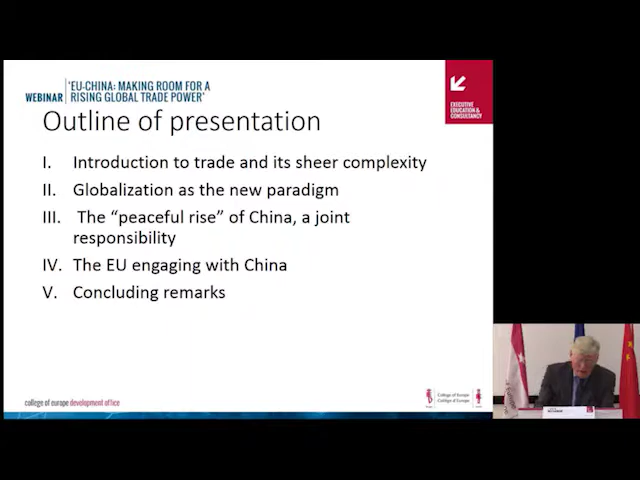 WEBINAR
'EU-CHINA: MAKING ROOM FOR A
RISING GLOBAL TRADE POWER'
EXECUTIVE
EDUCATION &
CONSULTANCY
Outline of presentation
I. Introduction to trade and its sheer complexity
II. Globalization as the new paradigm
III. The “peaceful rise” of China, a joint
responsibility
IV. The EU engaging with China
V. Concluding remarks
college of europe development office
College of Europe
Collège d'Europe